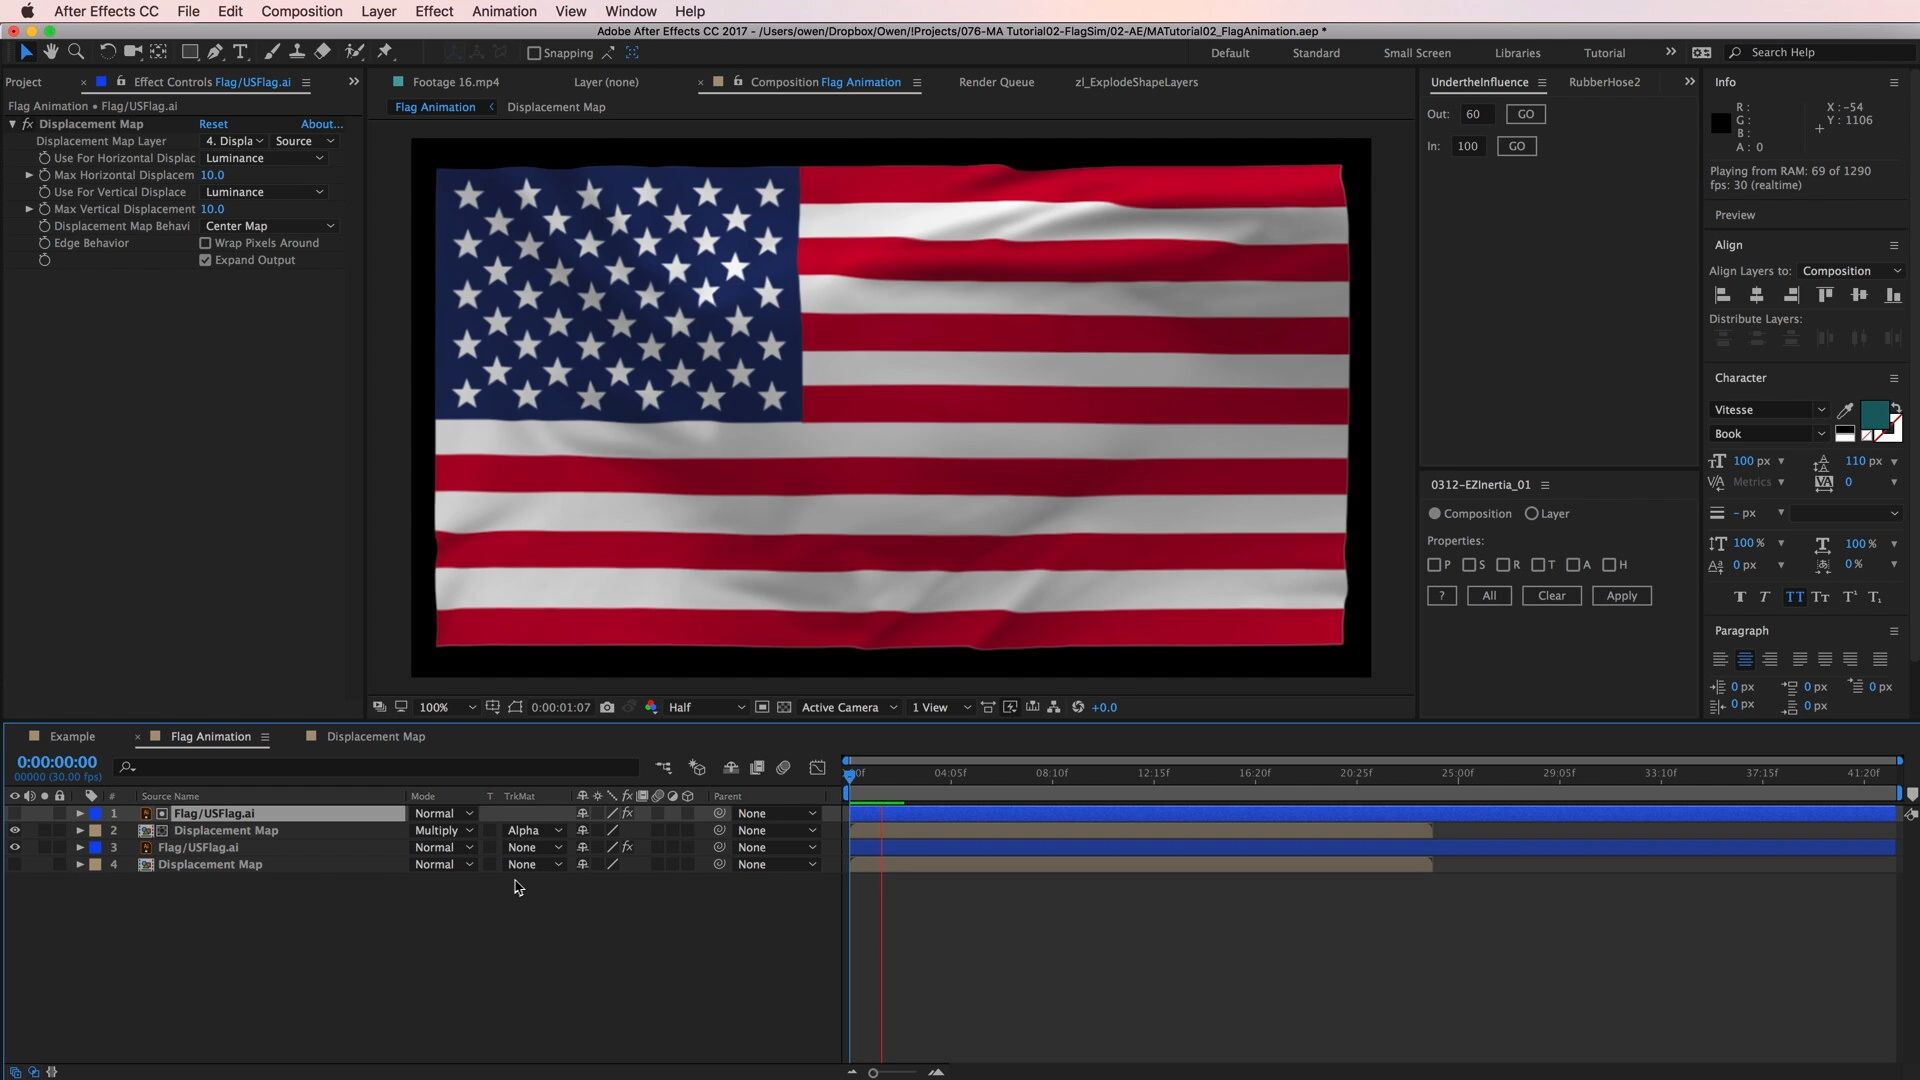 After Effects CC File Edit Composition Layer Effect Animation View Window Help
Adobe After Effects CC 2017 - /Users/owen/Dropbox/Owen/!Projects/076-MA Tutorial02-FlagSim/02-AE/MATutorial02_FlagAnimation.aep *
Snapping
Default Standard Small Screen Libraries Tutorial
Search Help
Project
Effect Controls Flag/USFlag.ai
Flag Animation • Flag/USFlag.ai
fx Displacement Map Reset About...
Displacement Map Layer 4. Displa Source
Use For Horizontal Displac Luminance
Max Horizontal Displacem 10.0
Use For Vertical Displace Luminance
Max Vertical Displacement 10.0
Displacement Map Behavi Center Map
Edge Behavior Wrap Pixels Around
Expand Output
Footage 16.mp4 Layer (none) Composition Flag Animation Render Queue zl_ExplodeShapeLayers
Flag Animation Displacement Map
100% 0:00:01:07 Half Active Camera 1 View +0.0
UndertheInfluence RubberHose2
Out: 60 GO
In: 100 GO
0312-EZInertia_01
Composition Layer
Properties:
P S R T A H
? All Clear Apply
Info
R : X : -54
G : Y : 1106
B :
A : 0
Playing from RAM: 69 of 1290
fps: 30 (realtime)
Preview
Align
Align Layers to: Composition
Distribute Layers:
Character
Vitesse
Book
100 px 110 px
Metrics 0
- px
100 % 100 %
0 px 0 %
Paragraph
0 px 0 px 0 px
0 px 0 px
Example Flag Animation Displacement Map
0:00:00:00
00000 (30.00 fps)
04:05f 08:10f 12:15f 16:20f 20:25f 25:00f 29:05f 33:10f 37:15f 41:20f
# Source Name Mode T TrkMat Parent
1 Flag/USFlag.ai Normal fx None
2 Displacement Map Multiply Alpha None
3 Flag/USFlag.ai Normal None fx None
4 Displacement Map Normal None None